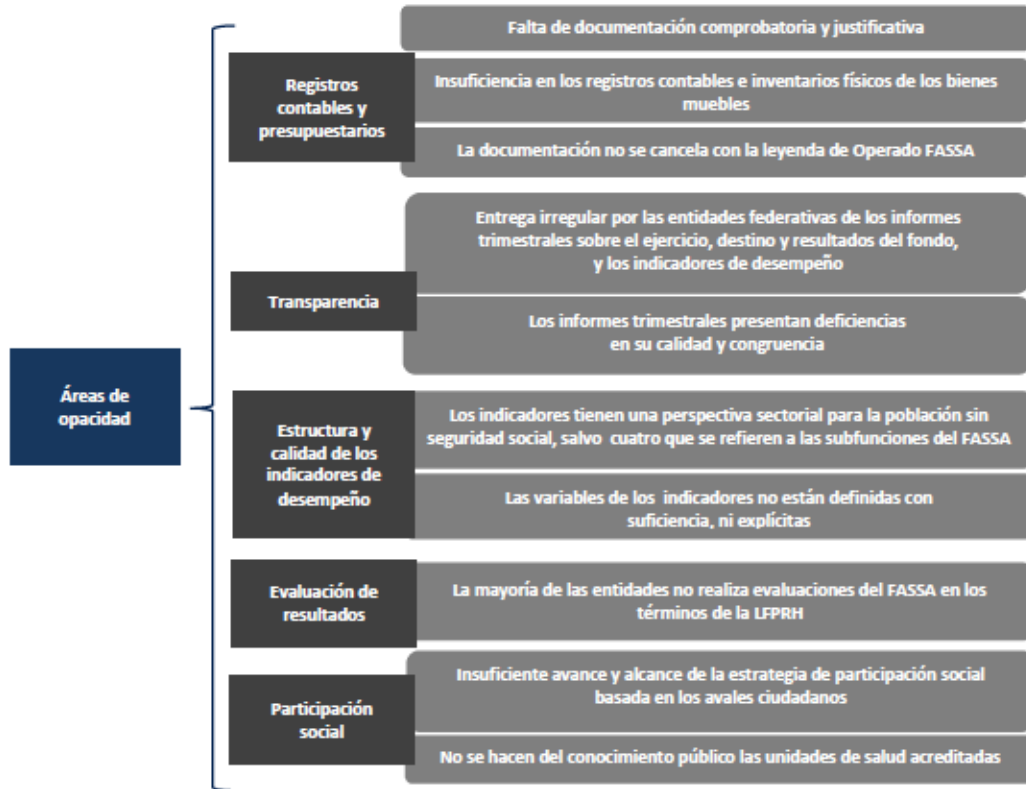 Áreas de
opacidad
Registros
contables y
presupuestarios
Falta de documentación comprobatoria y justificativa
Insuficiencia en los registros contables e inventarios físicos de los bienes
muebles
La documentación no se cancela con la leyenda de Operado FASSA
Transparencia
Entrega irregular por las entidades federativas de los informes
trimestrales sobre el ejercicio, destino y resultados del fondo,
y los indicadores de desempeño
Los informes trimestrales presentan deficiencias
en su calidad y congruencia
Estructura y
calidad de los
indicadores de
desempeño
Los indicadores tienen una perspectiva sectorial para la población sin
seguridad social, salvo cuatro que se refieren a las subfunciones del FASSA
Las variables de los indicadores no están definidas con
suficiencia, ni explícitas
Evaluación de
resultados
La mayoría de las entidades no realiza evaluaciones del FASSA en los
términos de la LFPRH
Participación
social
Insuficiente avance y alcance de la estrategia de participación social
basada en los avales ciudadanos
No se hacen del conocimiento público las unidades de salud acreditadas